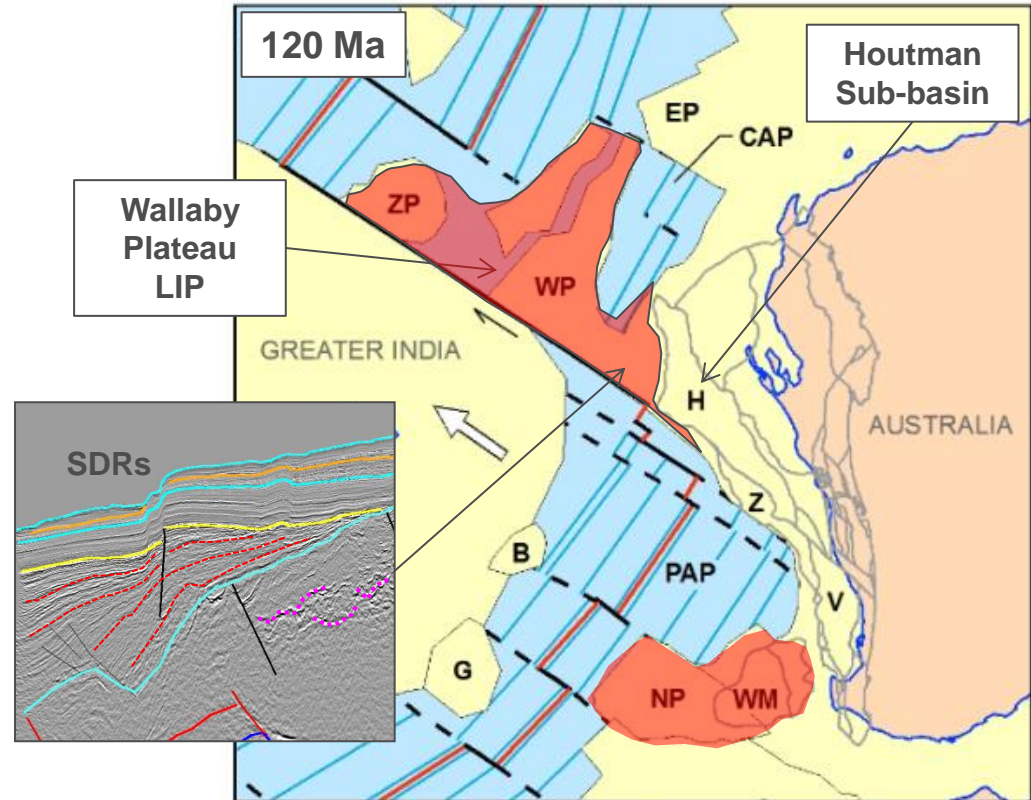 120 Ma
Houtman
Sub-basin
EP
CAP
Wallaby
Plateau
LIP
ZP
WP
GREATER INDIA
H
AUSTRALIA
SDRs
Z
B
PAP
V
G
NP
WM